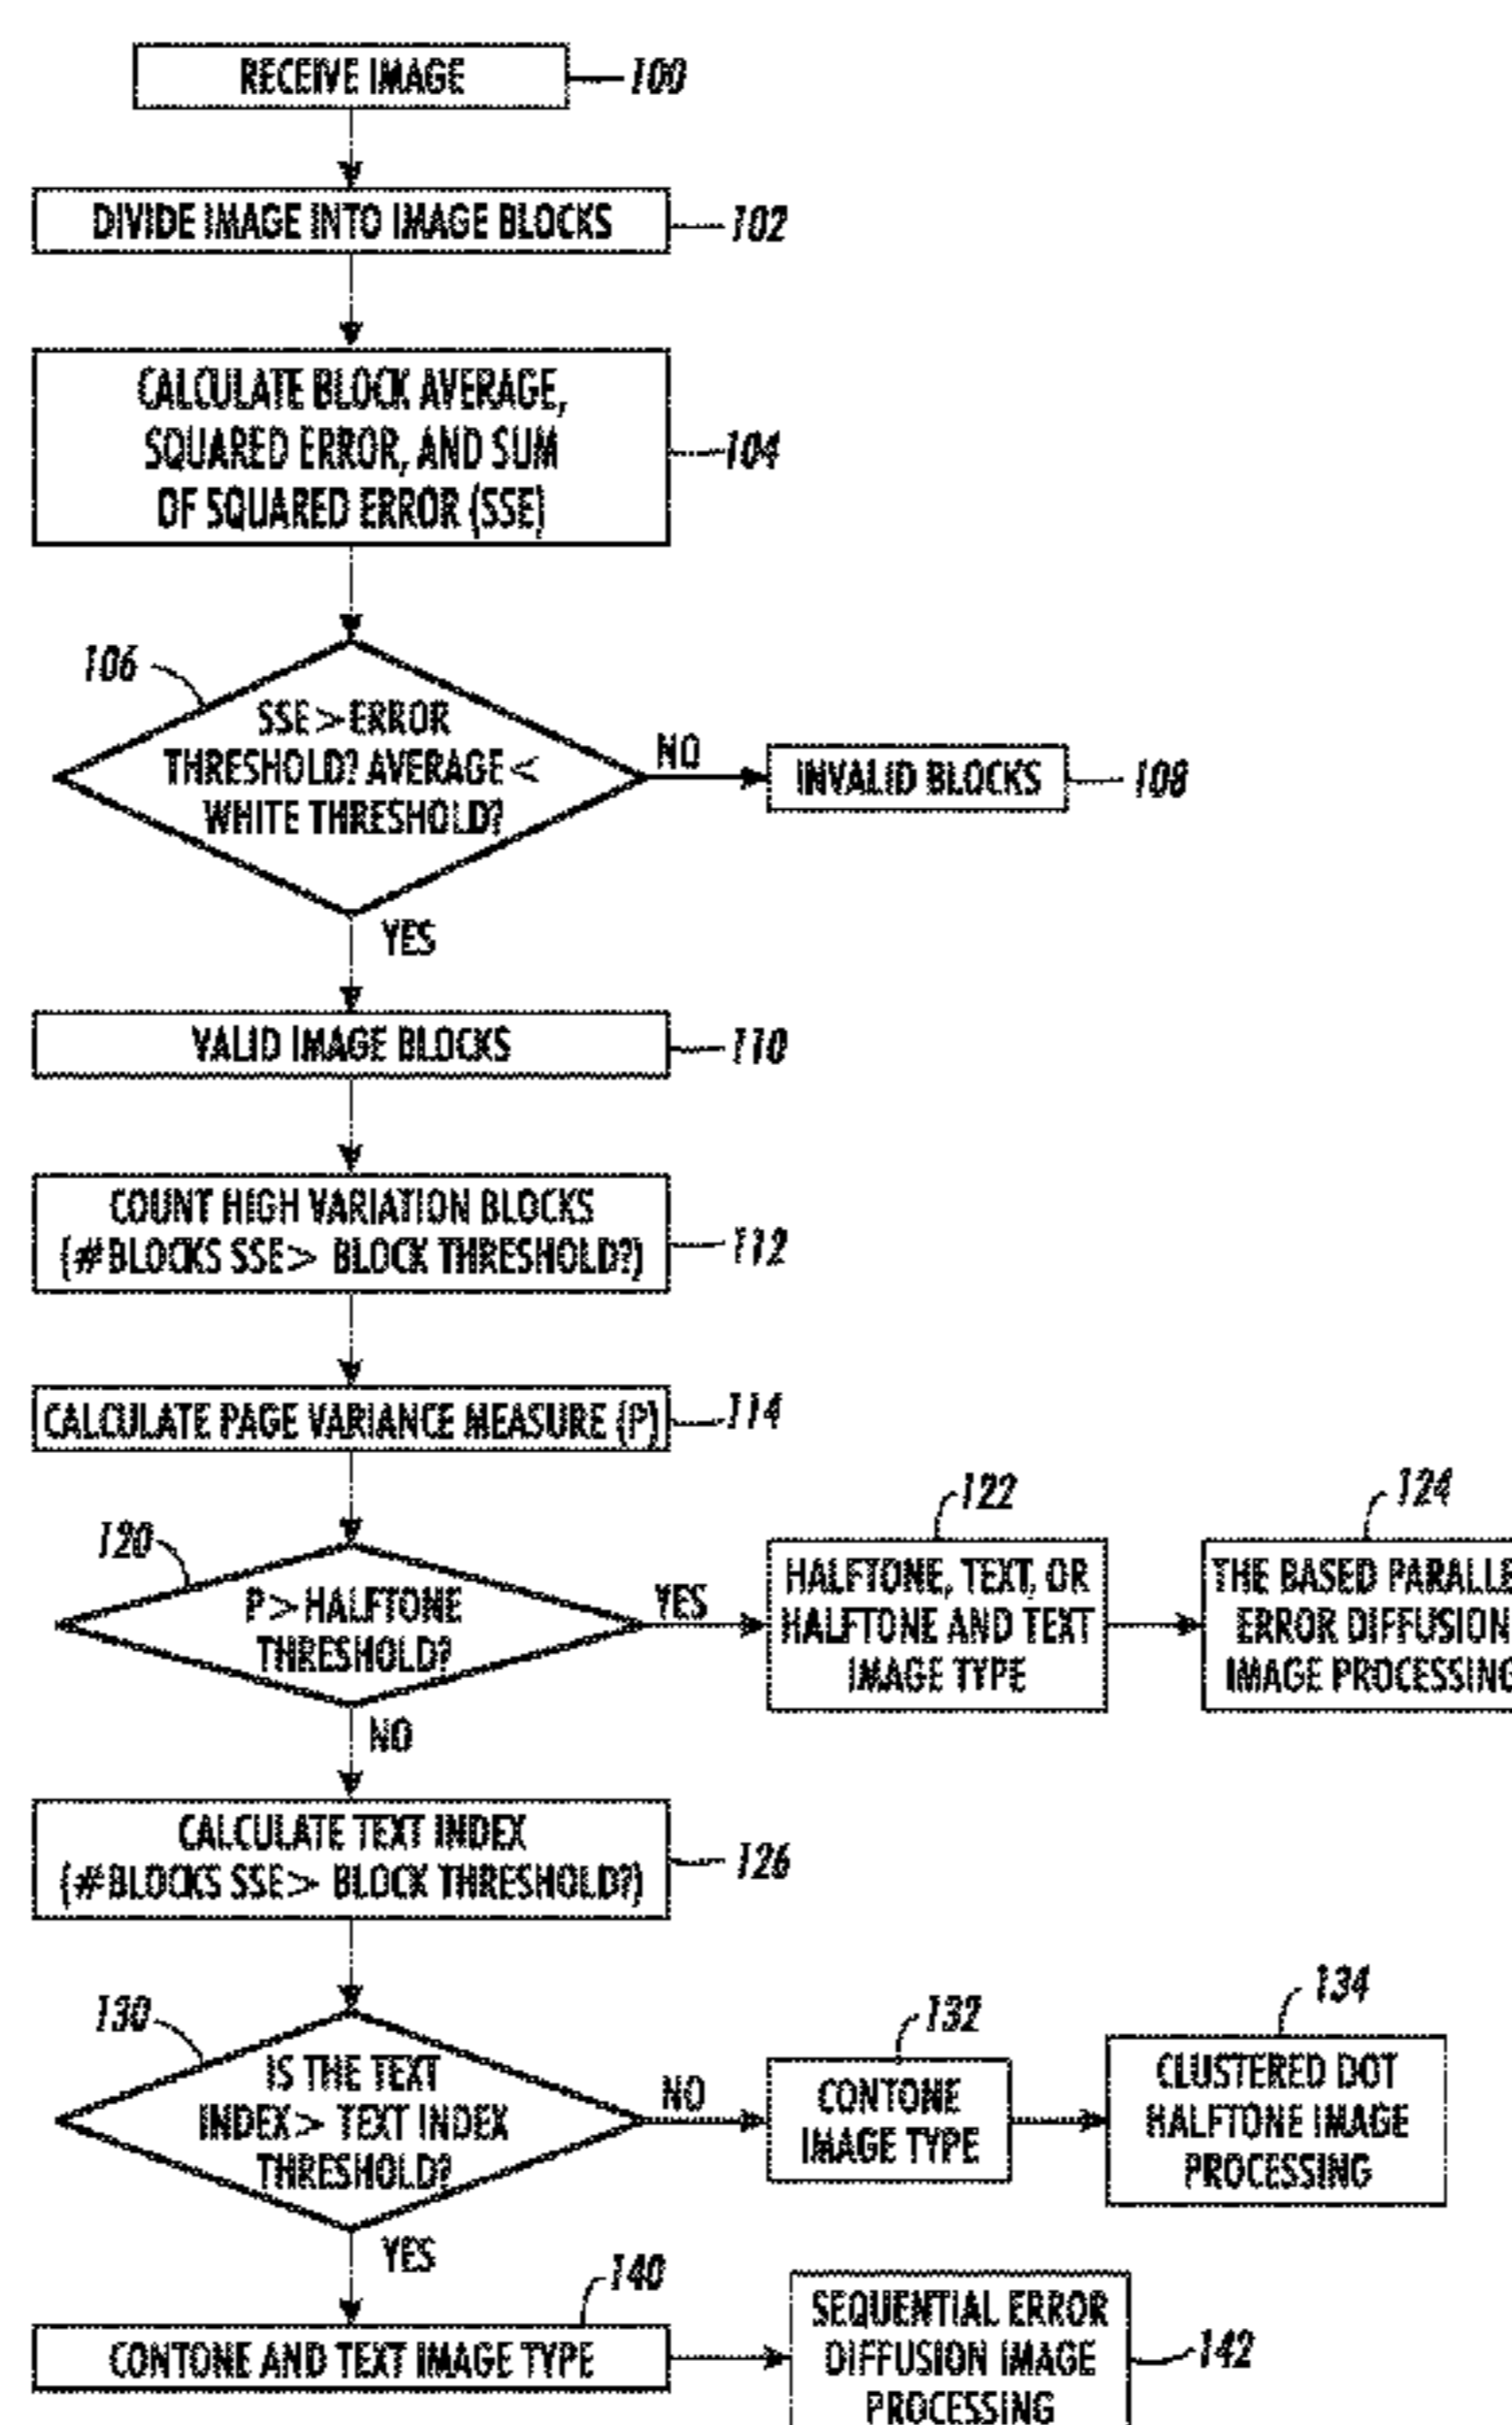 RECEIVE IMAGE
100
DIVIDE IMAGE INTO IMAGE BLOCKS
102
CALCULATE BLOCK AVERAGE,
SQUARED ERROR, AND SUM
OF SQUARED ERROR (SSE)
104
106
SSE > ERROR
THRESHOLD? AVERAGE <
WHITE THRESHOLD?
NO
INVALID BLOCKS
108
YES
VALID IMAGE BLOCKS
110
COUNT HIGH VARIATION BLOCKS
(#BLOCKS SSE > BLOCK THRESHOLD?)
112
CALCULATE PAGE VARIANCE MEASURE (P)
114
120
P > HALFTONE
THRESHOLD?
YES
122
HALFTONE, TEXT, OR
HALFTONE AND TEXT
IMAGE TYPE
124
THE BASED PARALLE
ERROR DIFFUSION
IMAGE PROCESSING
NO
CALCULATE TEXT INDEX
(#BLOCKS SSE > BLOCK THRESHOLD?)
126
130
IS THE TEXT
INDEX > TEXT INDEX
THRESHOLD?
NO
132
CONTONE
IMAGE TYPE
134
CLUSTERED DOT
HALFTONE IMAGE
PROCESSING
YES
140
CONTONE AND TEXT IMAGE TYPE
SEQUENTIAL ERROR
DIFFUSION IMAGE
PROCESSING
142